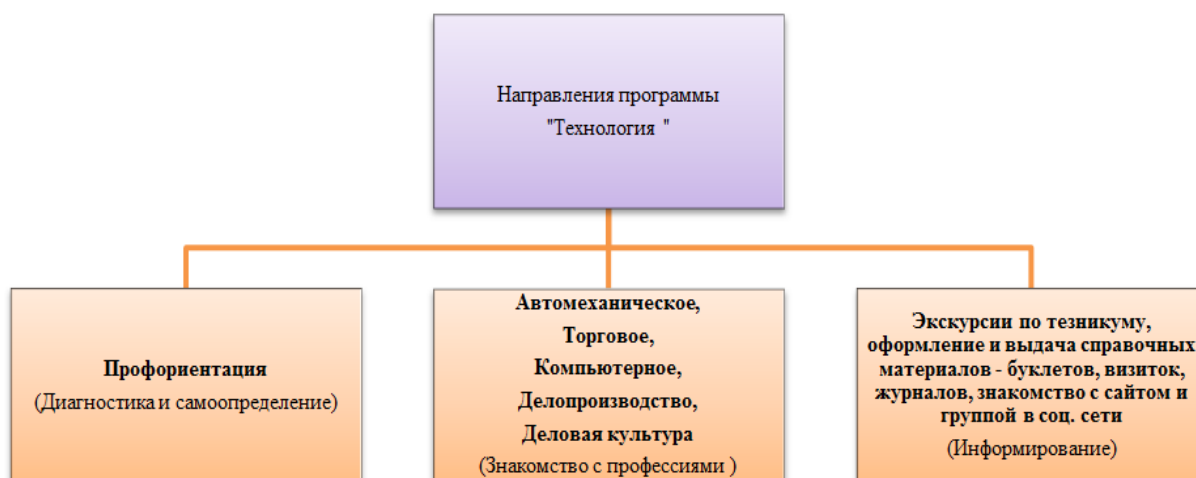 Направления программы
"Технология "
Профориентация
(Диагностика и самоопределение)
Автомеханическое,
Торговое,
Компьютерное,
Делопроизводство,
Деловая культура
(Знакомство с профессиями )
Экскурсии по тезникуму,
оформление и выдача справочных
материалов - буклетов, визиток,
журналов, знакомство с сайтом и
группой в соц. сети
(Информирование)